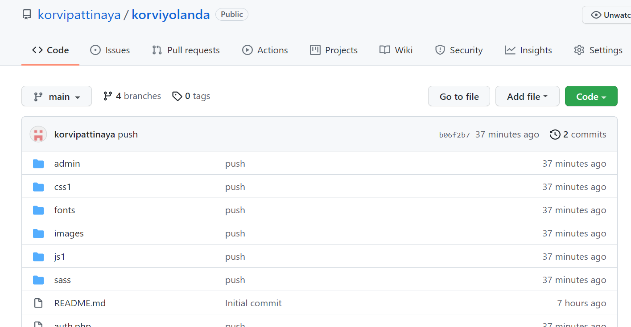 korvipattinaya / korviyolanda Public Unwatc
Code Issues Pull requests Actions Projects Wiki Security Insights Settings
main 4 branches 0 tags Go to file Add file Code
korvipattinaya push b06f2b7 37 minutes ago 2 commits
admin push 37 minutes ago
css1 push 37 minutes ago
fonts push 37 minutes ago
images push 37 minutes ago
js1 push 37 minutes ago
sass push 37 minutes ago
README.md Initial commit 7 hours ago
auth.php push 37 minutes ago